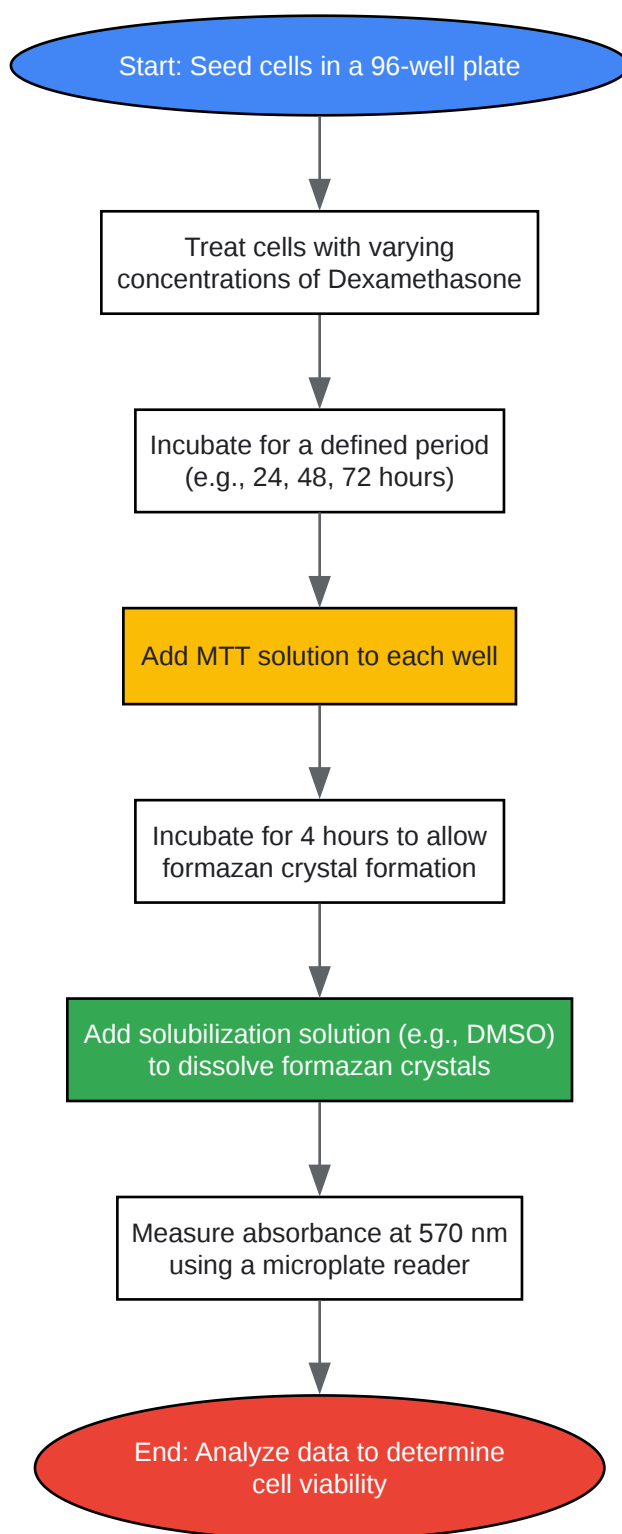 Start: Seed cells in a 96-well plate
Treat cells with varying
concentrations of Dexamethasone
Incubate for a defined period
(e.g., 24, 48, 72 hours)
Add MTT solution to each well
Incubate for 4 hours to allow
formazan crystal formation
Add solubilization solution (e.g., DMSO)
to dissolve formazan crystals
Measure absorbance at 570 nm
using a microplate reader
End: Analyze data to determine
cell viability